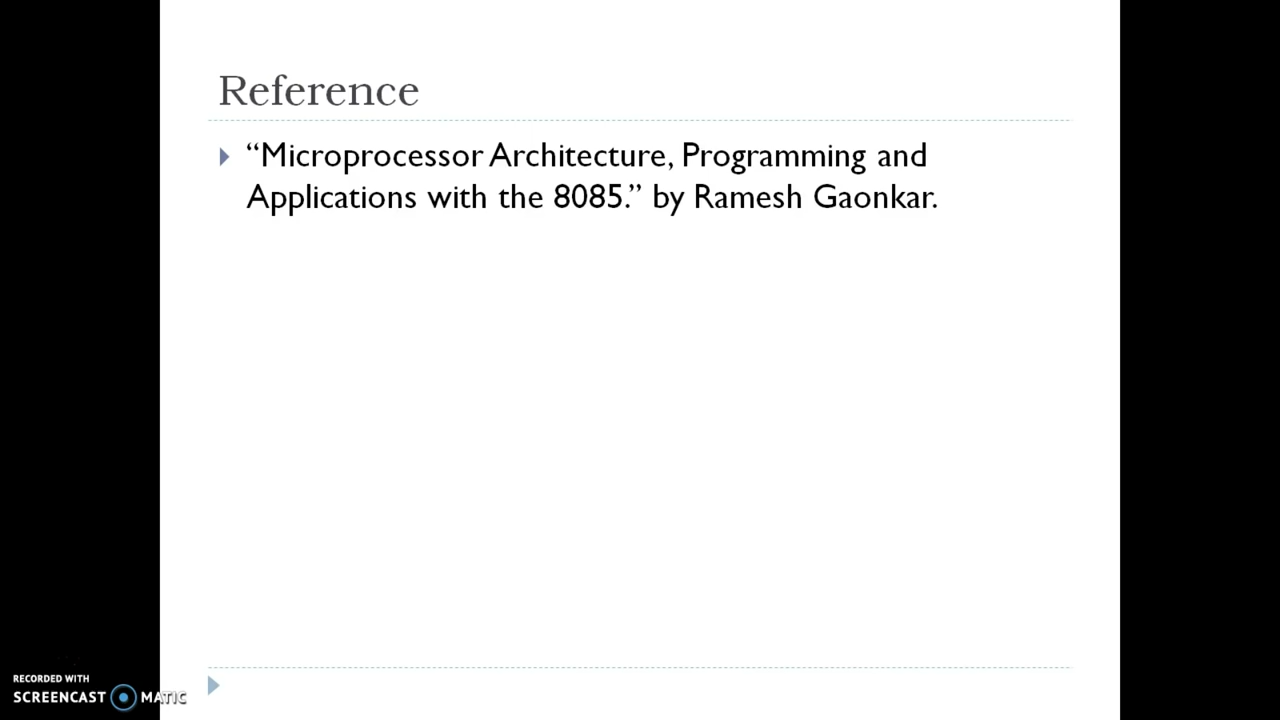 Reference
“Microprocessor Architecture, Programming and
Applications with the 8085.” by Ramesh Gaonkar.
RECORDED WITH
SCREENCAST MATIC